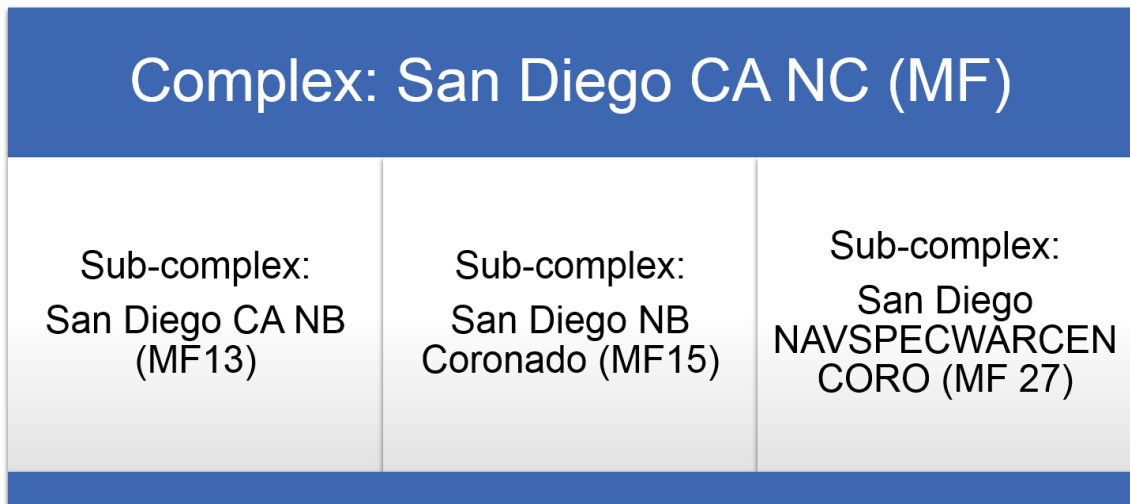 Complex: San Diego CA NC (MF)
Sub-complex:
San Diego CA NB
(MF13)
Sub-complex:
San Diego NB
Coronado (MF15)
Sub-complex:
San Diego
NAVSPECWARCEN
CORO (MF 27)